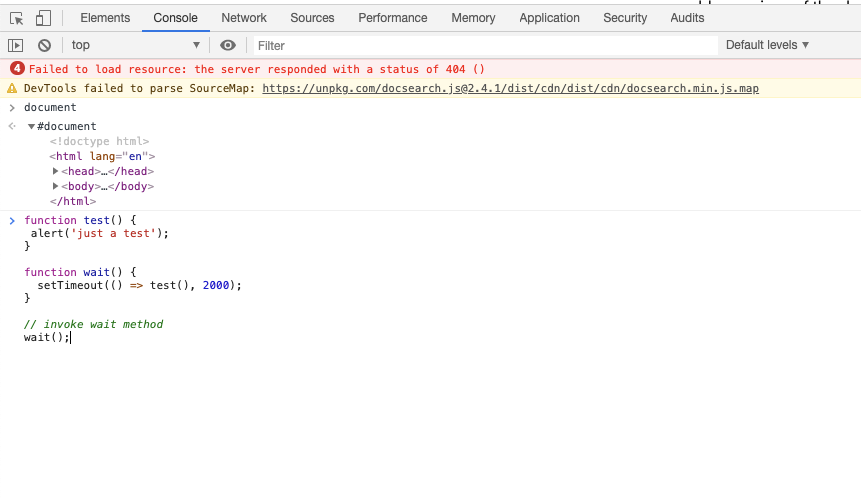 Elements Console Network Sources Performance Memory Application Security Audits
top Filter Default levels
4 Failed to load resource: the server responded with a status of 404 ()
DevTools failed to parse SourceMap: https://unpkg.com/docsearch.js@2.4.1/dist/cdn/dist/cdn/docsearch.min.js.map
document
#document
<!doctype html>
<html lang="en">
<head>…</head>
<body>…</body>
</html>
function test() {
alert('just a test');
}
function wait() {
setTimeout(() => test(), 2000);
}
// invoke wait method
wait();